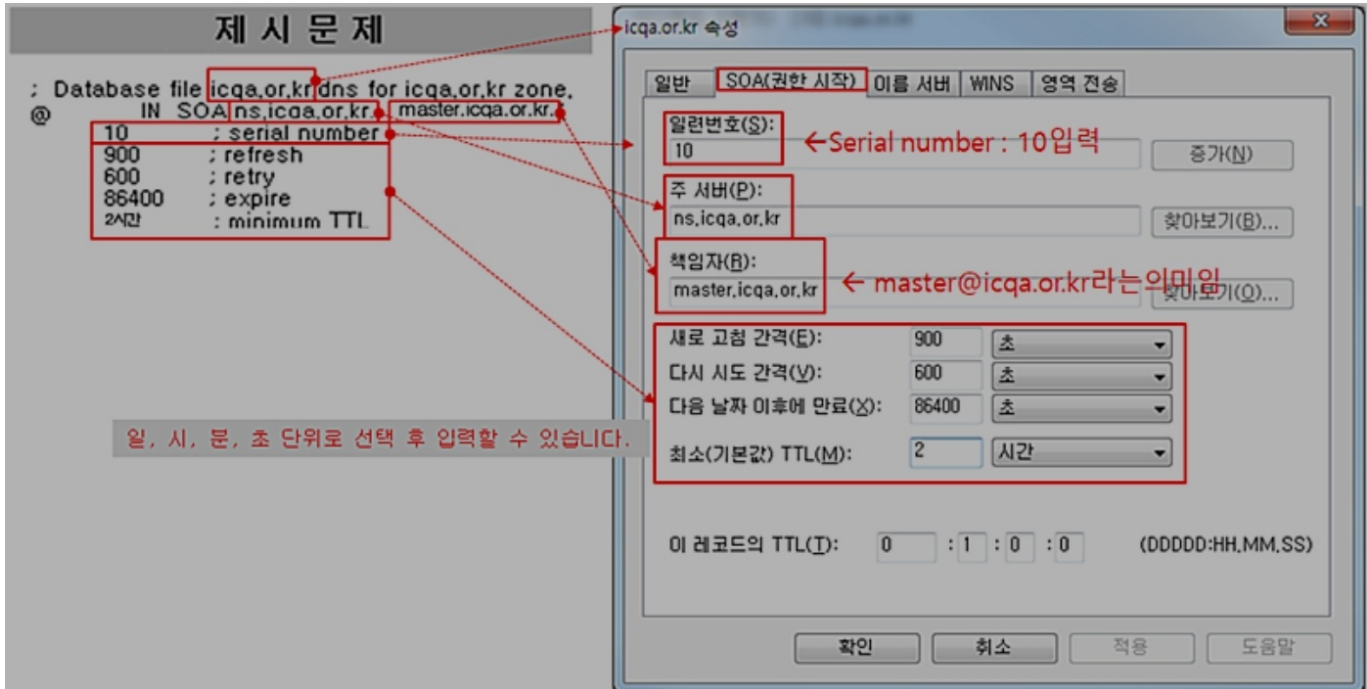 제 시 문 제
; Database file icqa.or.kr.dns for icqa.or.kr zone.
@ IN SOA ns.icqa.or.kr. master.icqa.or.kr. (
10 ; serial number
900 ; refresh
600 ; retry
86400 ; expire
2시간 ; minimum TTL
일, 시, 분, 초 단위로 선택 후 입력할 수 있습니다.
icqa.or.kr 속성
일반 SOA(권한 시작) 이름 서버 WINS 영역 전송
일련번호(S):
10 ←Serial number : 10입력 증가(N)
주 서버(P):
ns.icqa.or.kr 찾아보기(B)...
책임자(R):
master.icqa.or.kr ← master@icqa.or.kr라는의미임 찾아보기(O)...
새로 고침 간격(E): 900 초
다시 시도 간격(V): 600 초
다음 날짜 이후에 만료(X): 86400 초
최소(기본값) TTL(M): 2 시간
이 레코드의 TTL(T): 0 :1 :0 :0 (DDDDD:HH.MM.SS)
확인 취소 적용 도움말